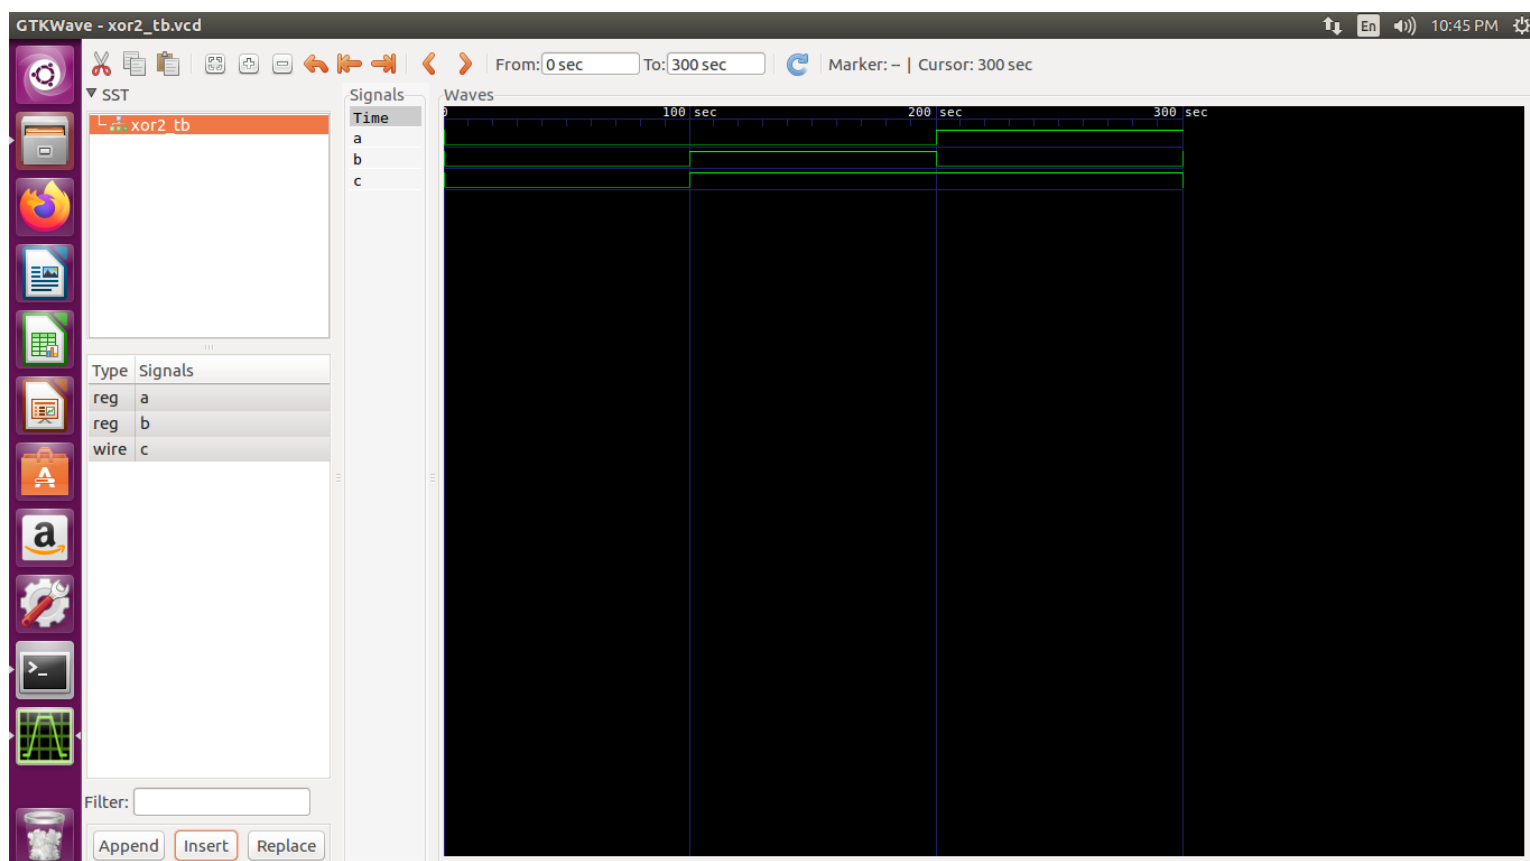 GTKWave - xor2_tb.vcd
En 10:45 PM
From: 0 sec To: 300 sec Marker: -- | Cursor: 300 sec
SST
xor2_tb
Type Signals
reg a
reg b
wire c
Filter:
Append Insert Replace
Signals
Time
a
b
c
Waves
0 100 sec 200 sec 300 sec